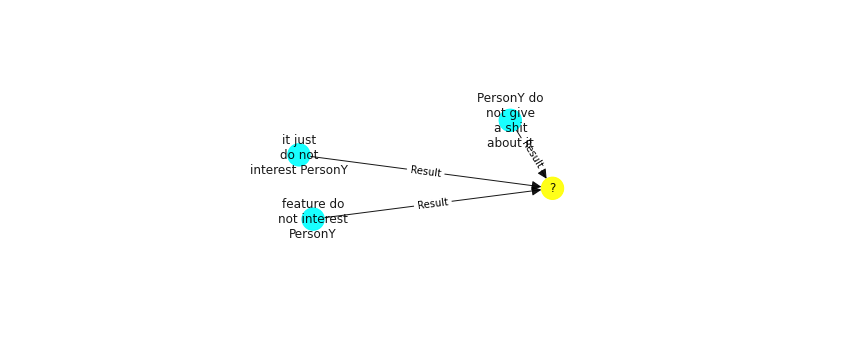 PersonY do
not give
a shit
about it
Result
it just
do not
interest PersonY
Result
?
feature do
not interest
PersonY
Result